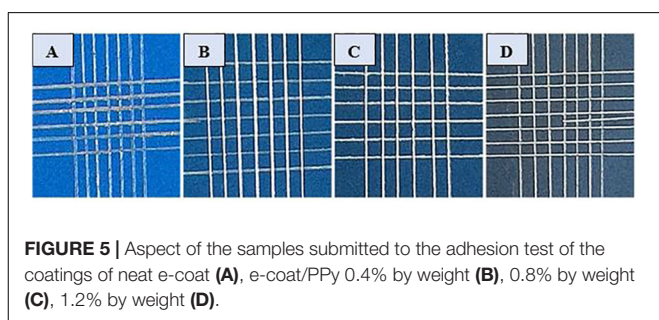 A B C D
FIGURE 5 | Aspect of the samples submitted to the adhesion test of the
coatings of neat e-coat (A), e-coat/PPy 0.4% by weight (B), 0.8% by weight
(C), 1.2% by weight (D).